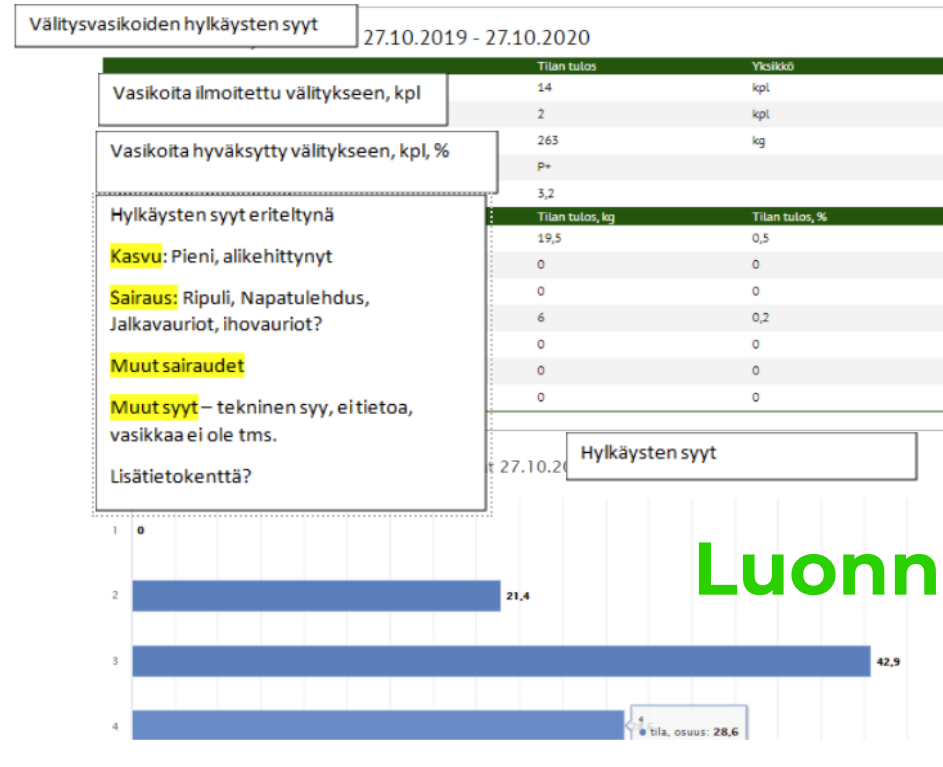 Välitysvasikoiden hylkäysten syyt
27.10.2019 - 27.10.2020
Tilan tulos Yksikkö
Vasikoita ilmoitettu välitykseen, kpl
14 kpl
2 kpl
Vasikoita hyväksytty välitykseen, kpl, %
263 kg
P+
3,2
Hylkäysten syyt eriteltynä
Tilan tulos, kg Tilan tulos, %
19,5 0,5
Kasvu: Pieni, alikehittynyt
0 0
Sairaus: Ripuli, Napatulehdus,
0 0
Jalkavauriot, ihovauriot?
6 0,2
0 0
Muut sairaudet
0 0
Muut syyt – tekninen syy, ei tietoa,
0 0
vasikkaa ei ole tms.
Hylkäysten syyt
27.10.20
Lisätietokenttä?
1 0
Luonn
2 21,4
3 42,9
4
4
tila, osuus: 28,6